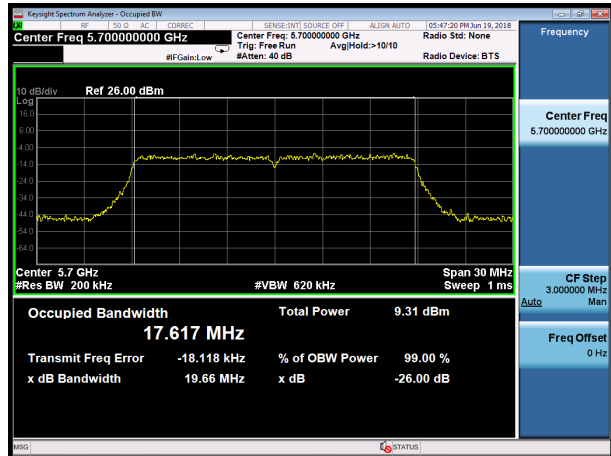 Keysight Spectrum Analyzer - Occupied BW
RF 50 Ω AC CORREC SENSE:INT SOURCE OFF ALIGN AUTO 05:47:20 PM Jun 19, 2018
Center Freq 5.700000000 GHz
Center Freq: 5.700000000 GHz
Radio Std: None
Trig: Free Run Avg|Hold:>10/10
#IFGain:Low
#Atten: 40 dB
Radio Device: BTS
10 dB/div Ref 26.00 dBm
Log
16.0
6.00
-4.00
-14.0
-24.0
-34.0
-44.0
-54.0
-64.0
Center 5.7 GHz Span 30 MHz
#Res BW 200 kHz #VBW 620 kHz Sweep 1 ms
Occupied Bandwidth Total Power 9.31 dBm
17.617 MHz
Transmit Freq Error -18.118 kHz % of OBW Power 99.00 %
x dB Bandwidth 19.66 MHz x dB -26.00 dB
MSG STATUS
Frequency
Center Freq
5.700000000 GHz
CF Step
3.000000 MHz
Auto Man
Freq Offset
0 Hz